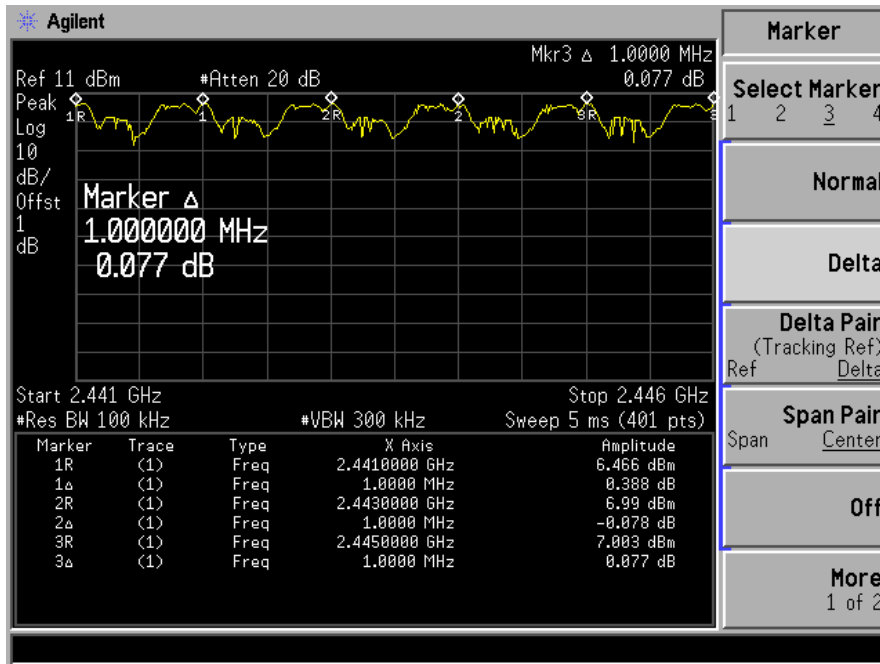 Agilent
Mkr3 Δ 1.0000 MHz
Ref 11 dBm #Atten 20 dB 0.077 dB
Peak
Log
10
dB/
Offst
1
dB
1R 1 2R 2 3R 3
Marker Δ
1.000000 MHz
0.077 dB
Start 2.441 GHz Stop 2.446 GHz
#Res BW 100 kHz #VBW 300 kHz Sweep 5 ms (401 pts)
Marker Trace Type X Axis Amplitude
1R (1) Freq 2.4410000 GHz 6.466 dBm
1Δ (1) Freq 1.0000 MHz 0.388 dB
2R (1) Freq 2.4430000 GHz 6.99 dBm
2Δ (1) Freq 1.0000 MHz -0.078 dB
3R (1) Freq 2.4450000 GHz 7.003 dBm
3Δ (1) Freq 1.0000 MHz 0.077 dB
Marker
Select Marker
1 2 3 4
Normal
Delta
Delta Pair
(Tracking Ref)
Ref Delta
Span Pair
Span Center
Off
More
1 of 2